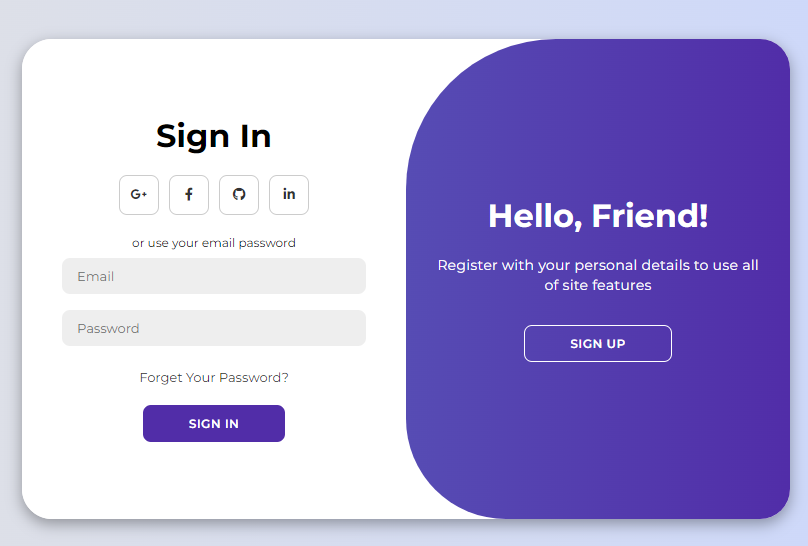 Sign In
G+
f
in
or use your email password
Email
Password
Forget Your Password?
SIGN IN
Hello, Friend!
Register with your personal details to use all
of site features
SIGN UP